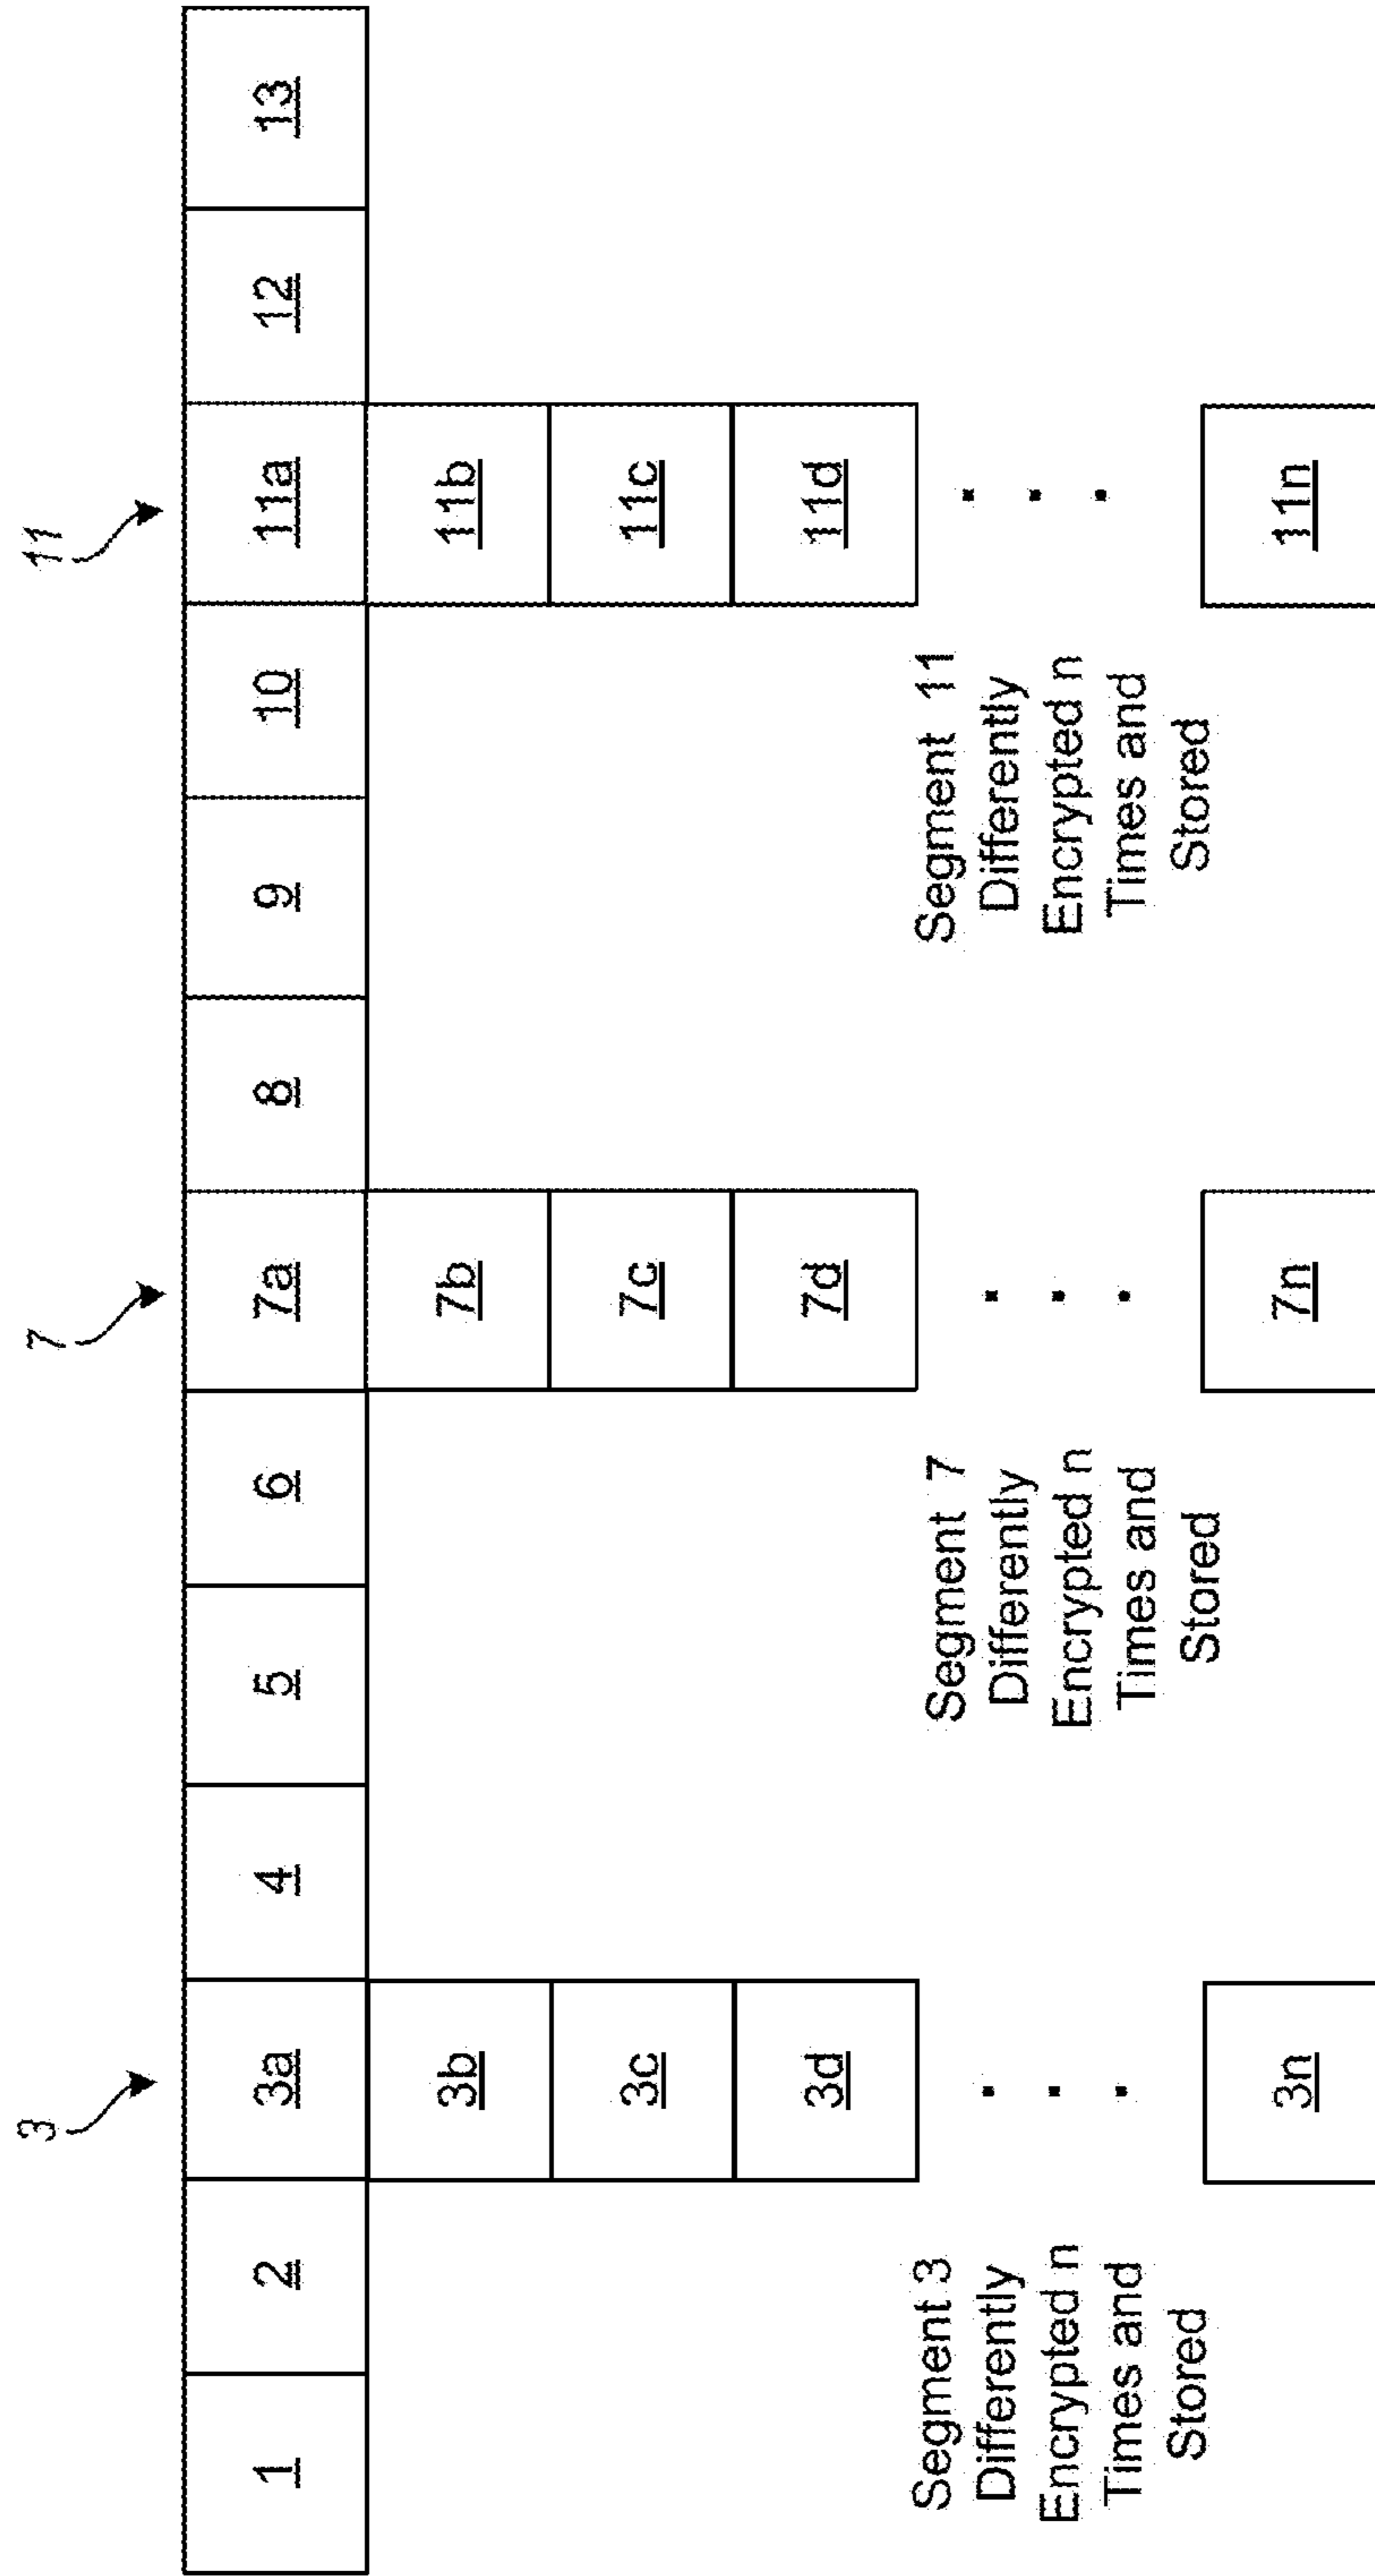 3
7
11
1
2
3a
4
5
6
7a
8
9
10
11a
12
13
3b
7b
11b
3c
7c
11c
3d
7d
11d
Segment 3
Differently
Encrypted n
Times and
Stored
Segment 7
Differently
Encrypted n
Times and
Stored
Segment 11
Differently
Encrypted n
Times and
Stored
3n
7n
11n